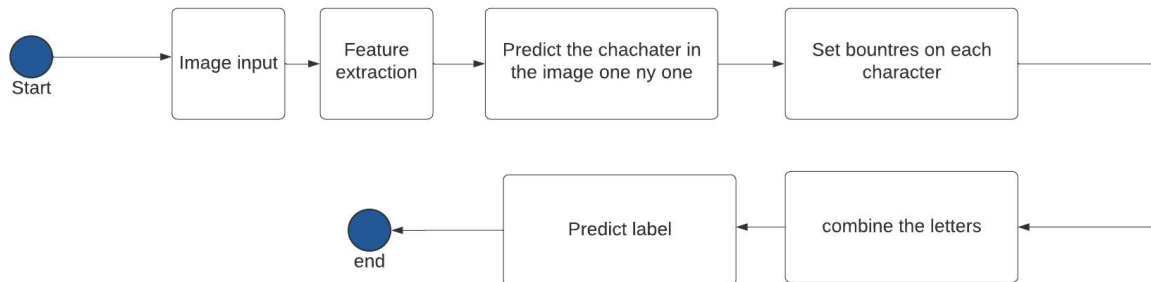 Start
Image input
Feature
extraction
Predict the chachater in
the image one ny one
Set bountres on each
character
combine the letters
Predict label
end